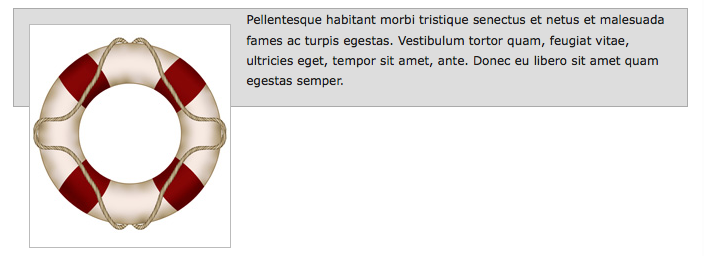 Pellentesque habitant morbi tristique senectus et netus et malesuada
fames ac turpis egestas. Vestibulum tortor quam, feugiat vitae,
ultricies eget, tempor sit amet, ante. Donec eu libero sit amet quam
egestas semper.